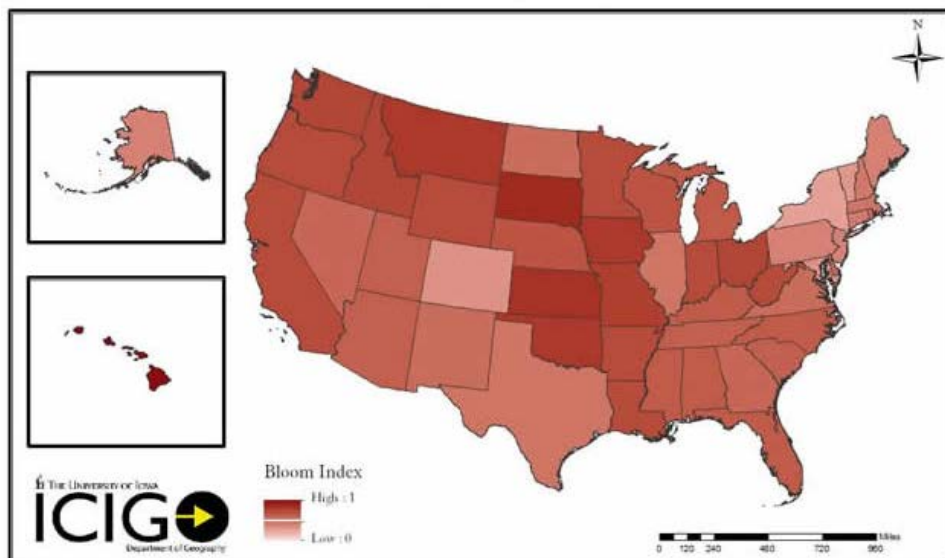 N
THE UNIVERSITY OF IOWA
ICIGO
Department of Geography
Bloom Index
High : 1
Low : 0
Miles
0 120 240 480 720 960